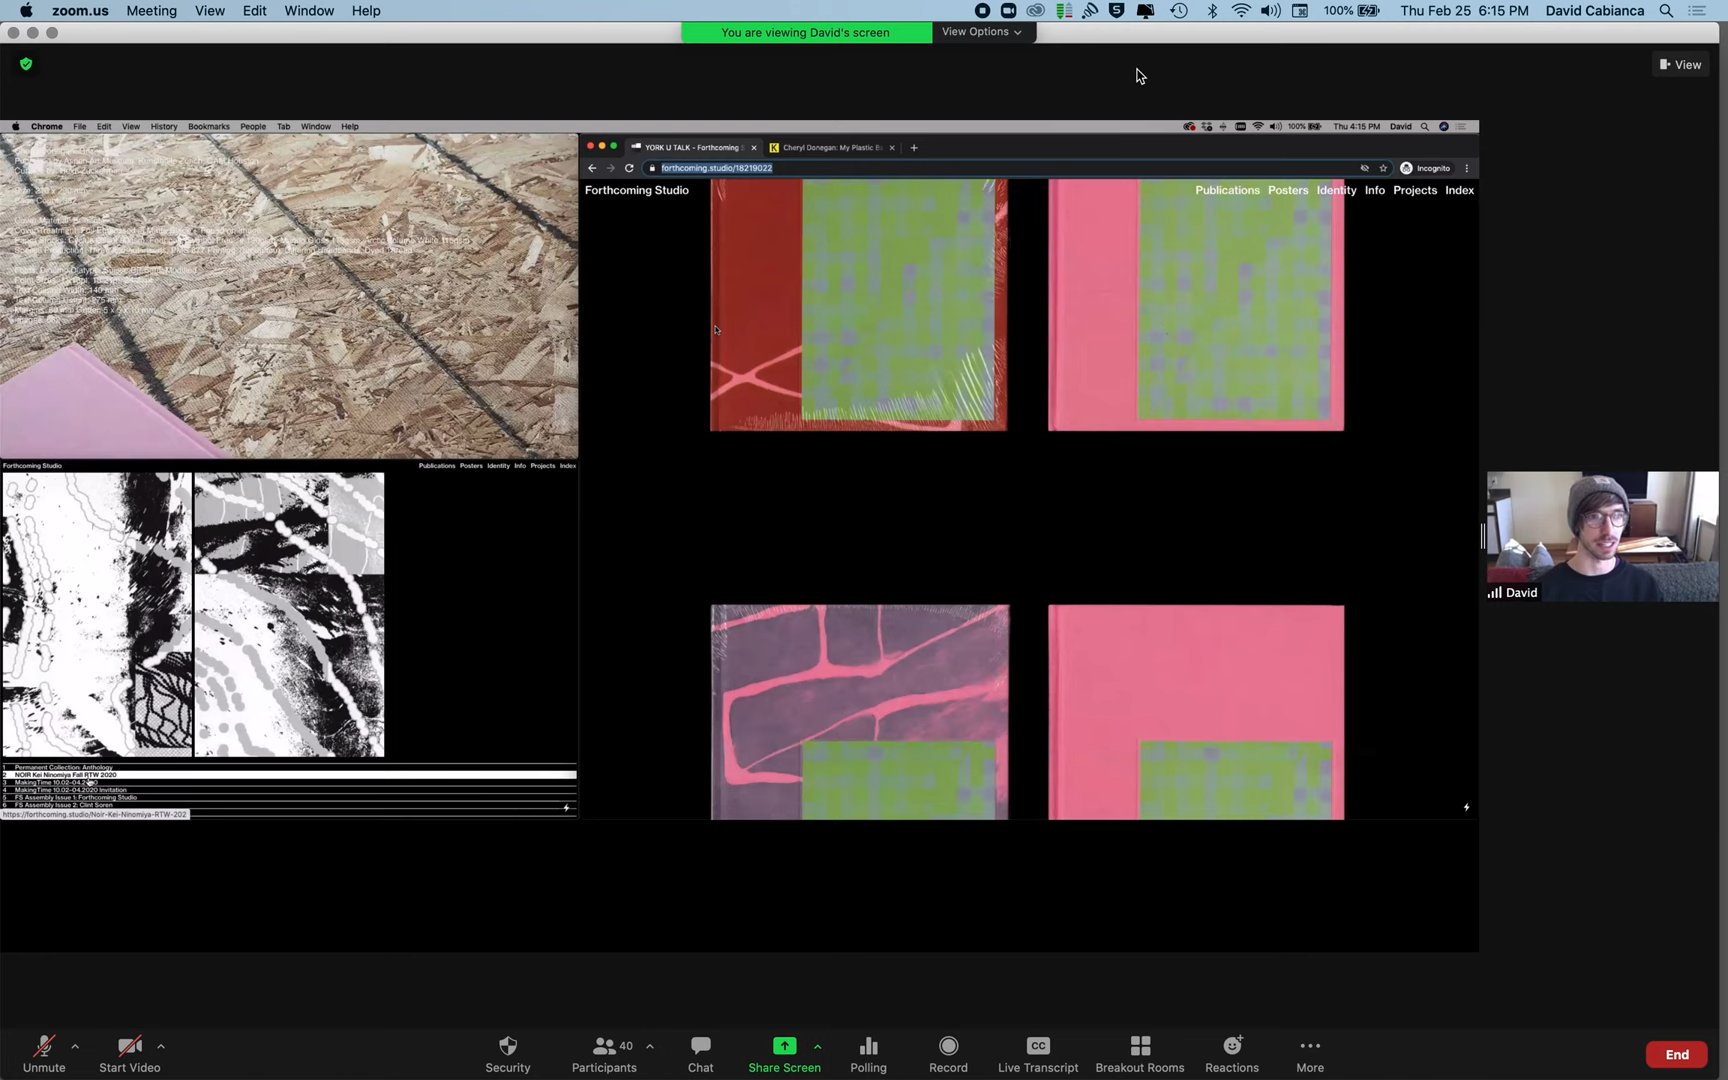 zoom.us Meeting View Edit Window Help
100% Thu Feb 25 6:15 PM David Cabianca
You are viewing David's screen View Options
View
Chrome File Edit View History Bookmarks People Tab Window Help
100% Thu 4:15 PM David
YORK U TALK - Forthcoming S
Cheryl Donegan: My Plastic B
forthcoming.studio/18219022
Incognito
Forthcoming Studio
Publications Posters Identity Info Projects Index
Forthcoming Studio
Publications Posters Identity Info Projects Index
1 Permanent Collection: Anthology
2 NOIR Kei Ninomiya Fall RTW 2020
3 MakingTime 10.02-04.2020
4 MakingTime 10.02-04.2020 Invitation
5 FS Assembly Issue 1: Forthcoming Studio
6 FS Assembly Issue 2: Clint Soren
https://forthcoming.studio/Noir-Kei-Ninomiya-RTW-202
David
Unmute
Start Video
Security
40
Participants
Chat
Share Screen
Polling
Record
CC
Live Transcript
Breakout Rooms
Reactions
More
End